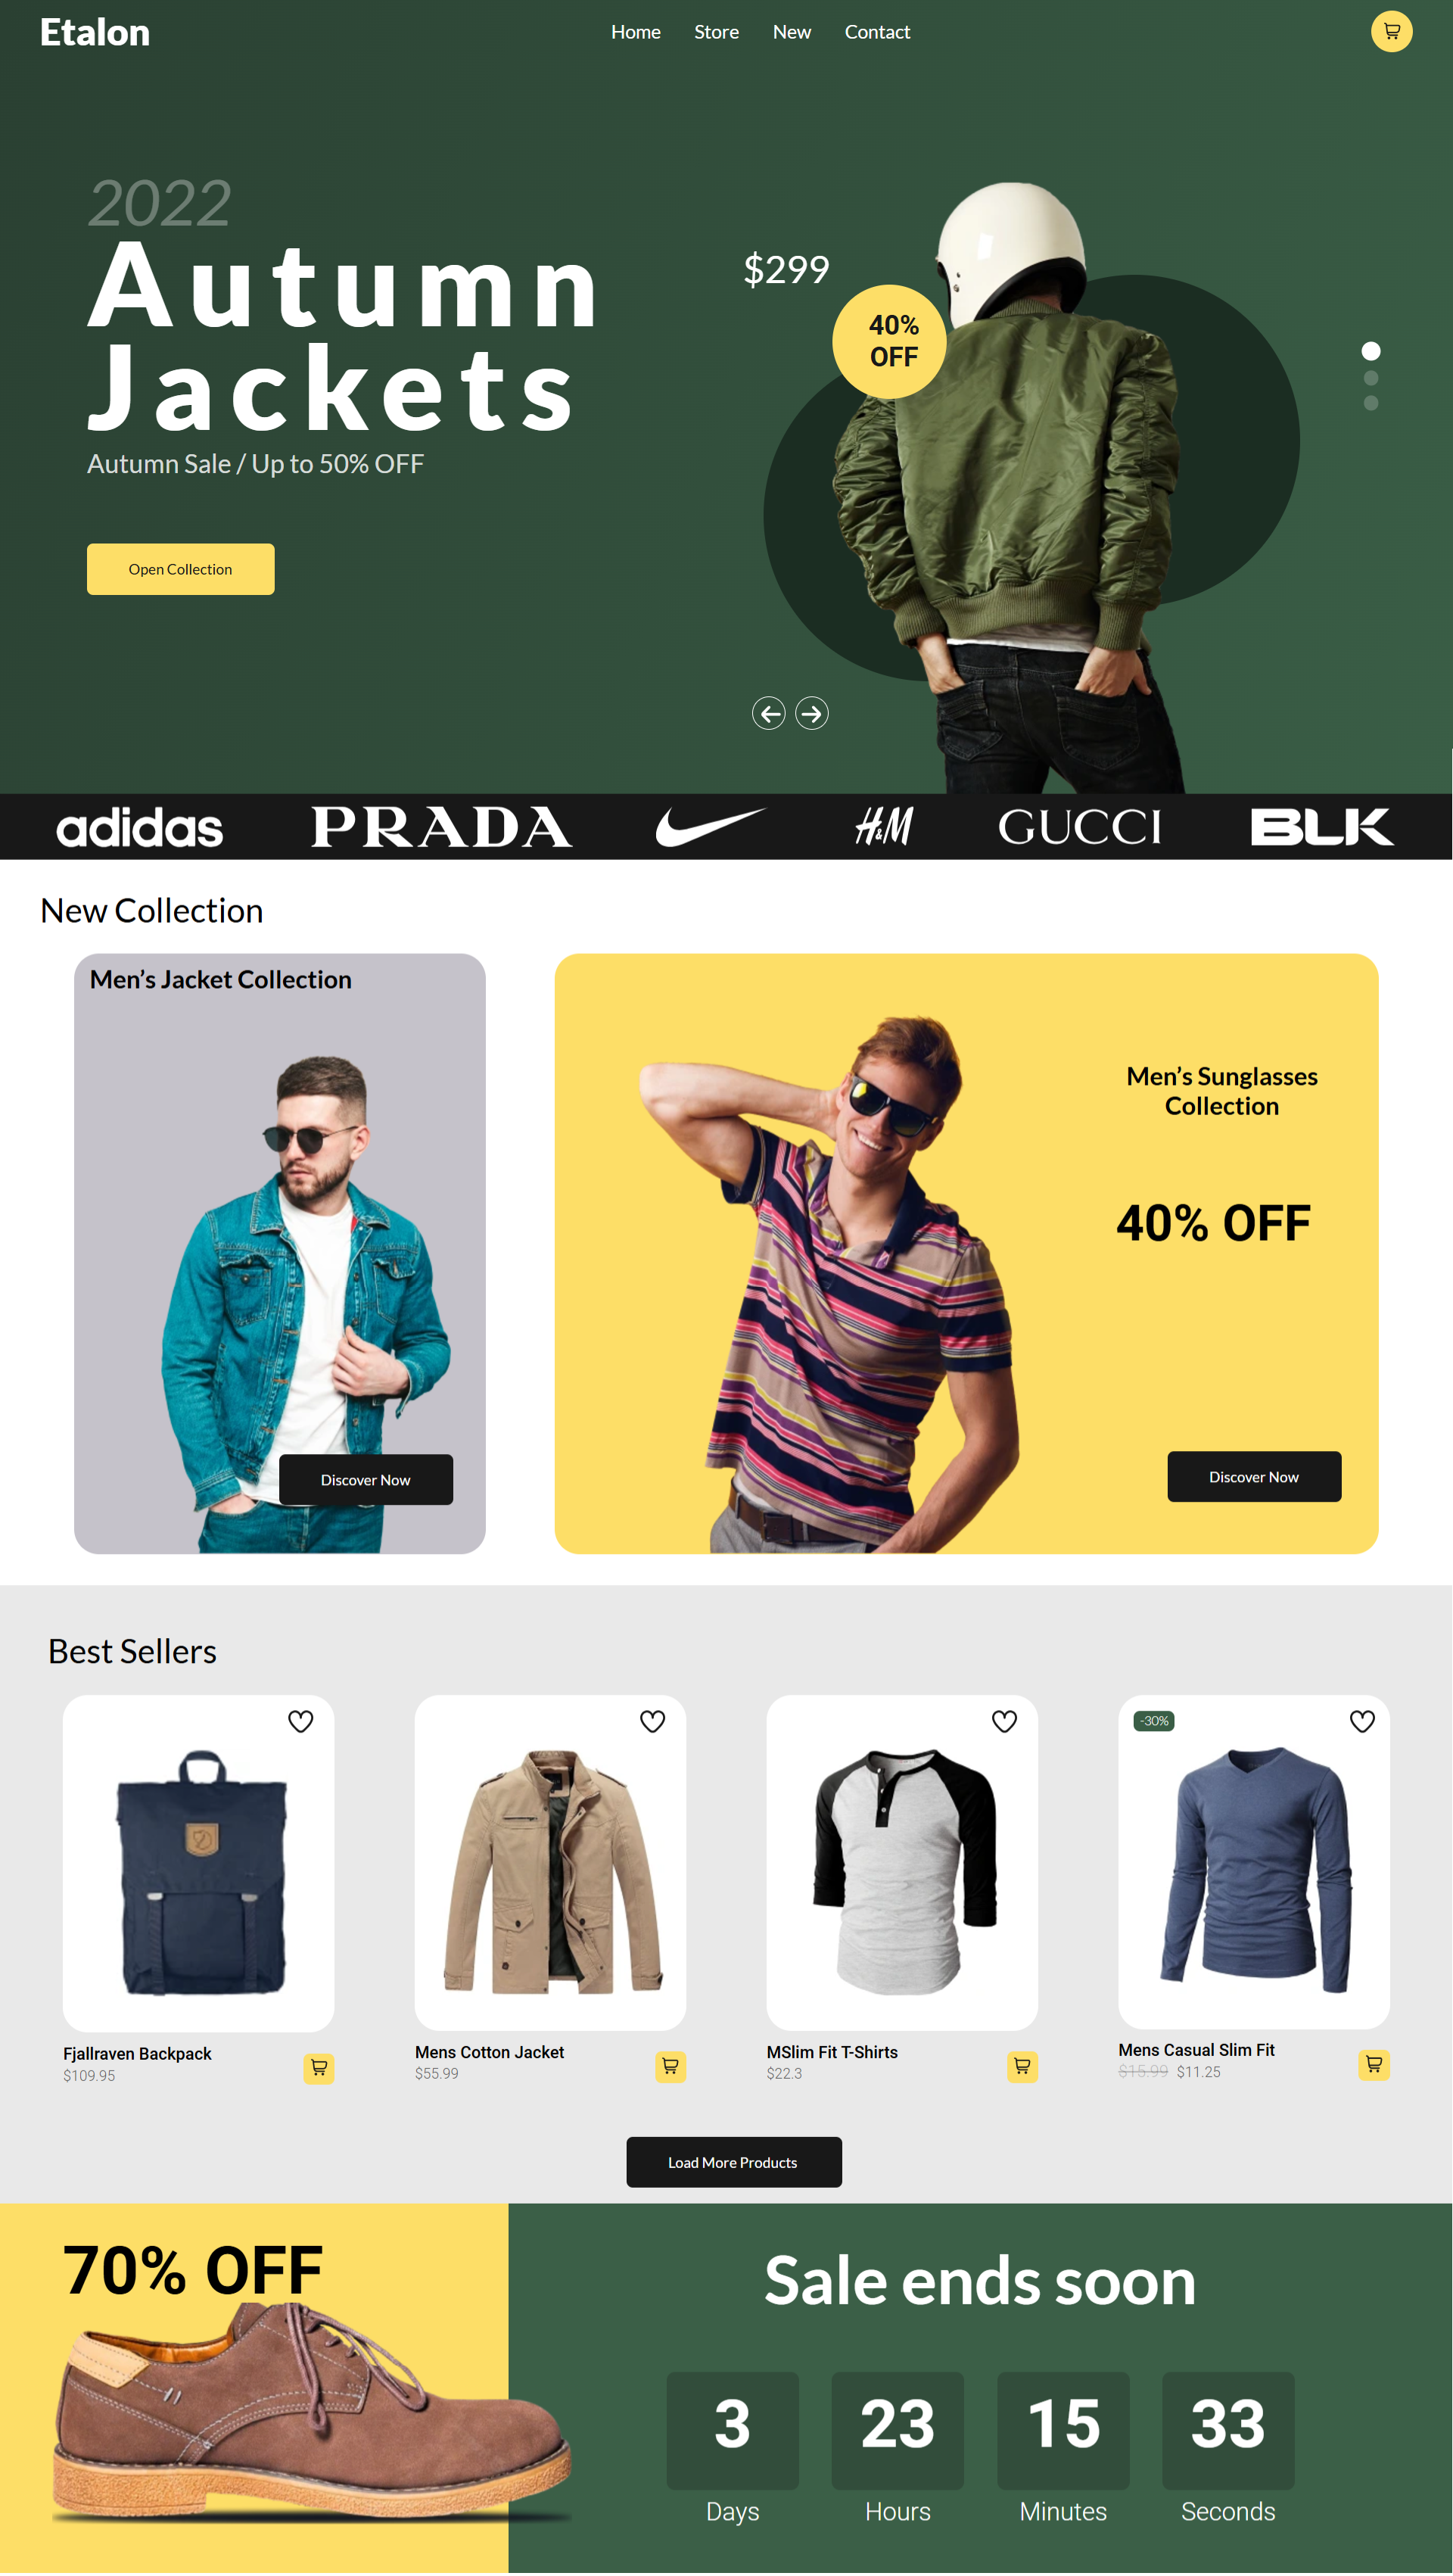 Etalon
Home Store New Contact
2022
Autumn
Jackets
Autumn Sale / Up to 50% OFF
Open Collection
$299
40%
OFF
adidas PRADA H&M GUCCI BLK
New Collection
Men’s Jacket Collection
Discover Now
Men’s Sunglasses
Collection
40% OFF
Discover Now
Best Sellers
-30%
Fjallraven Backpack
$109.95
Mens Cotton Jacket
$55.99
MSlim Fit T-Shirts
$22.3
Mens Casual Slim Fit
$15.99 $11.25
Load More Products
70% OFF
Sale ends soon
3 23 15 33
Days Hours Minutes Seconds